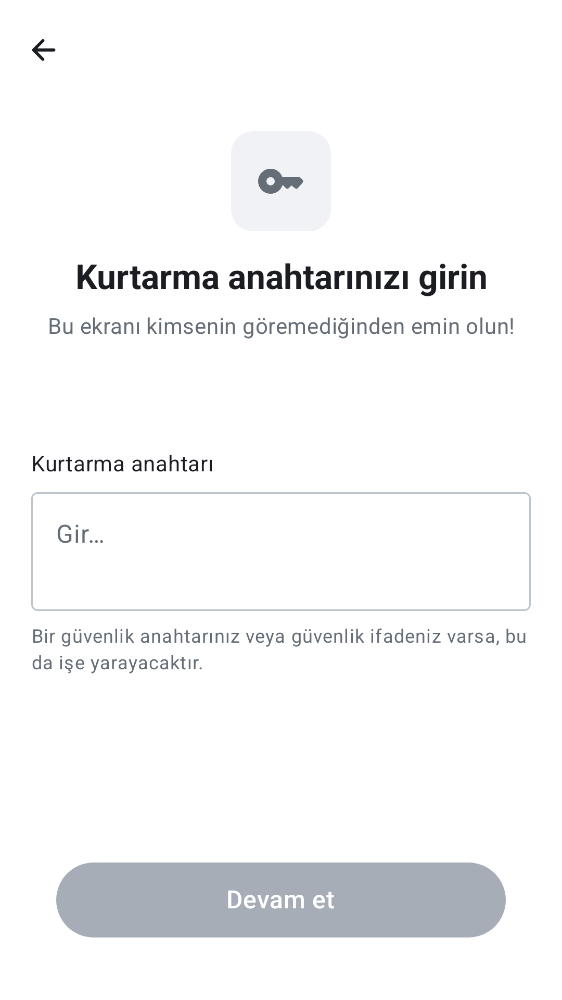 Kurtarma anahtarınızı girin
Bu ekranı kimsenin göremediğinden emin olun!
Kurtarma anahtarı
Gir…
Bir güvenlik anahtarınız veya güvenlik ifadeniz varsa, bu
da işe yarayacaktır.
Devam et